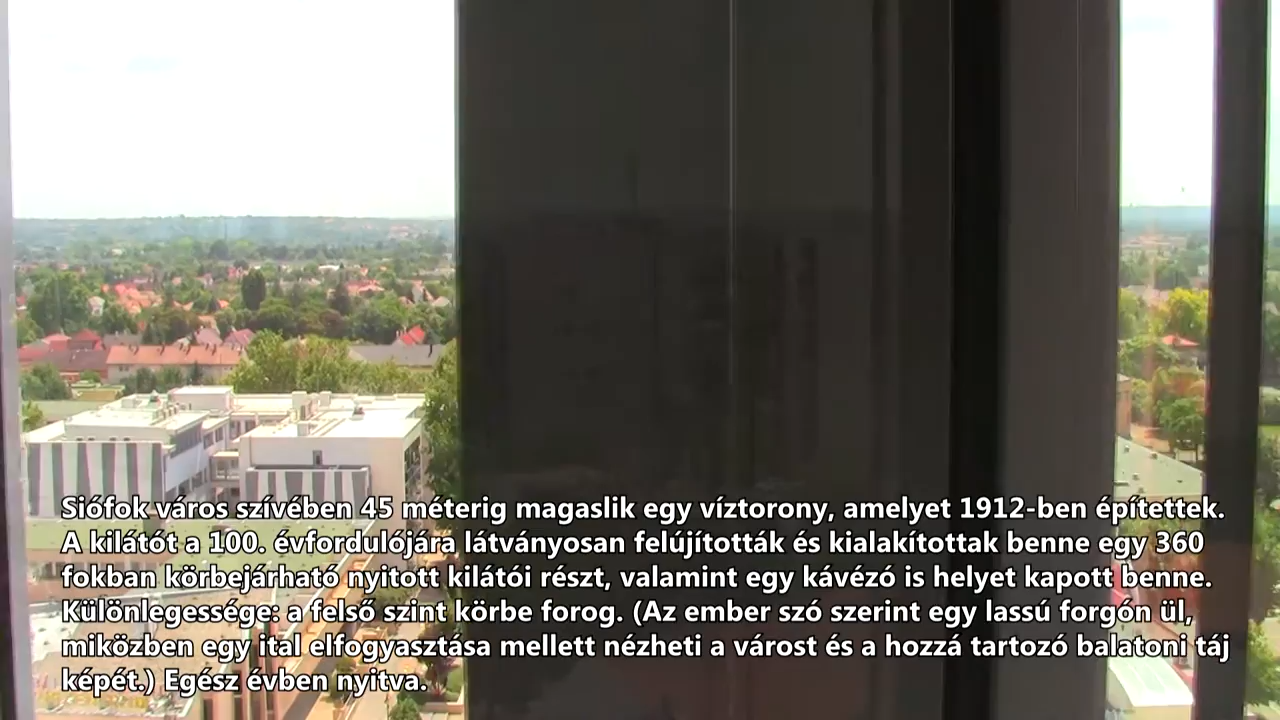 Siófok város szívében 45 méterig magaslik egy víztorony, amelyet 1912-ben építettek.
A kilátót a 100. évfordulójára látványosan felújították és kialakítottak benne egy 360
fokban körbejárható nyitott kilátói részt, valamint egy kávézó is helyet kapott benne.
Különlegessége: a felső szint körbe forog. (Az ember szó szerint egy lassú forgón ül,
miközben egy ital elfogyasztása mellett nézheti a várost és a hozzá tartozó balatoni táj
képét.) Egész évben nyitva.